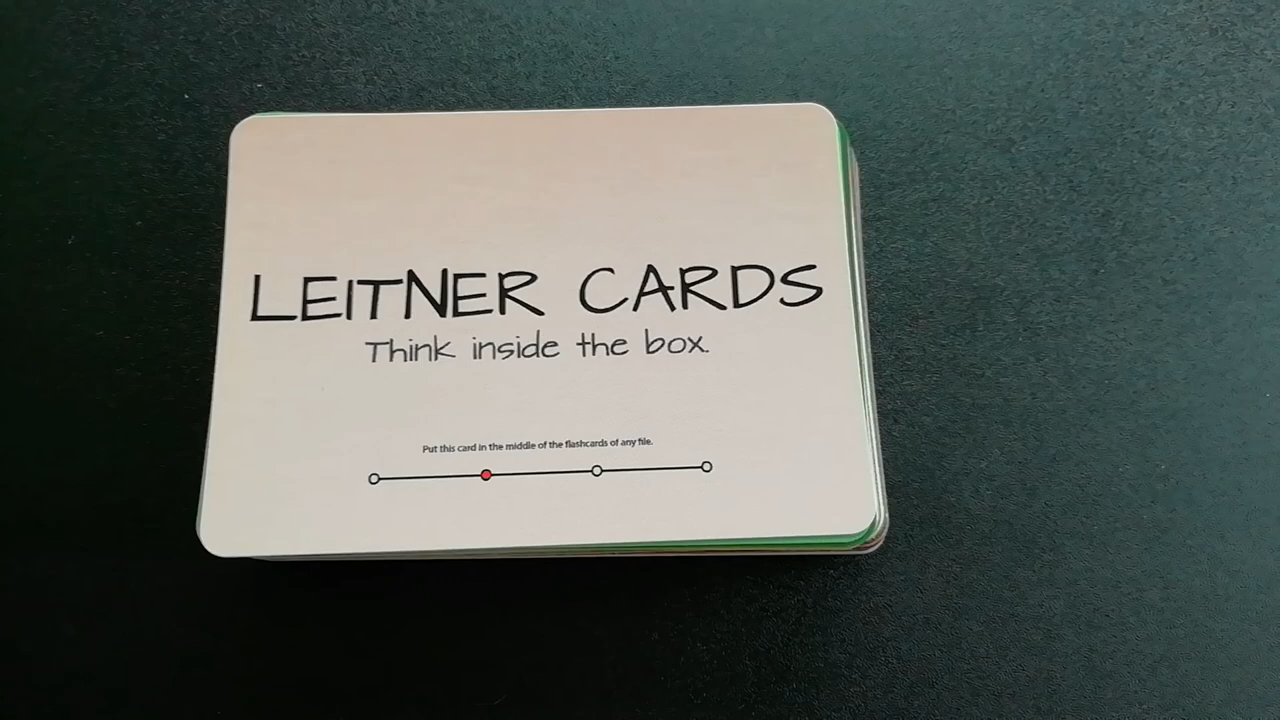 LEITNER CARDS
Think inside the box.
Put this card in the middle of the flashcards of any file.